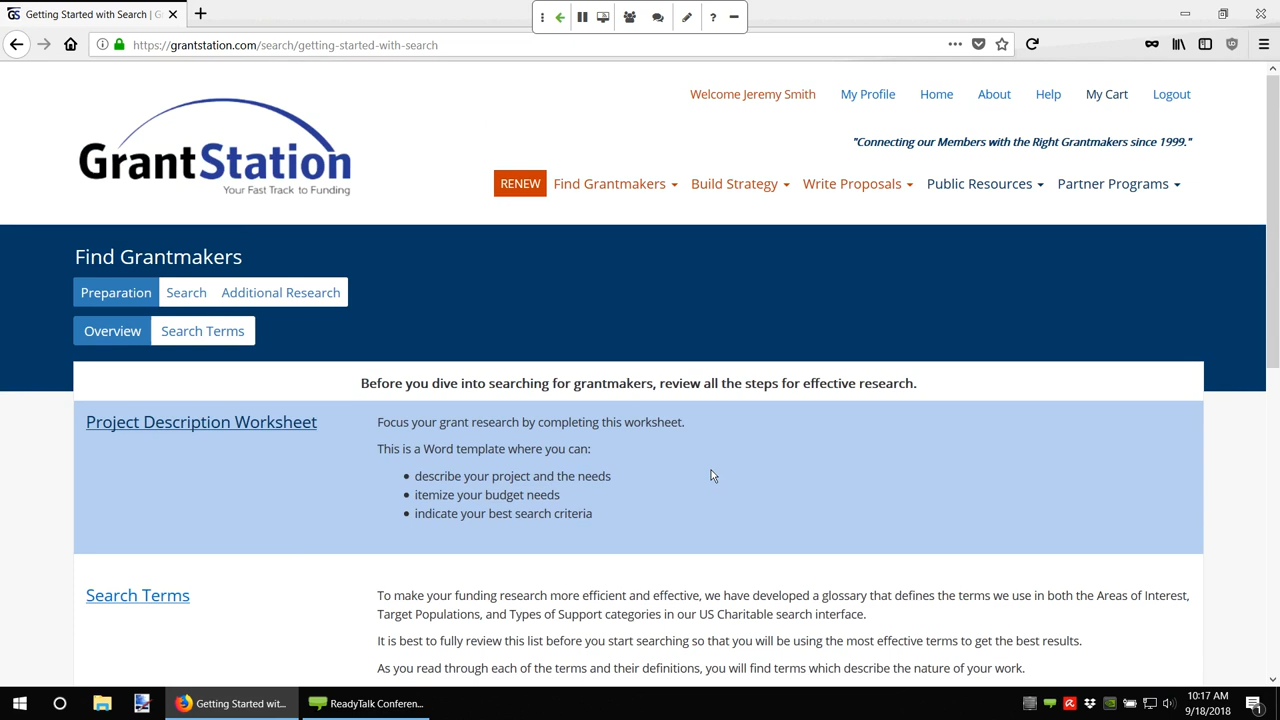 Getting Started with Search | G
https://grantstation.com/search/getting-started-with-search
Welcome Jeremy Smith My Profile Home About Help My Cart Logout
GrantStation
Your Fast Track to Funding
"Connecting our Members with the Right Grantmakers since 1999."
RENEW Find Grantmakers Build Strategy Write Proposals Public Resources Partner Programs
Find Grantmakers
Preparation Search Additional Research
Overview Search Terms
Before you dive into searching for grantmakers, review all the steps for effective research.
Project Description Worksheet
Focus your grant research by completing this worksheet.
This is a Word template where you can:
• describe your project and the needs
• itemize your budget needs
• indicate your best search criteria
Search Terms
To make your funding research more efficient and effective, we have developed a glossary that defines the terms we use in both the Areas of Interest,
Target Populations, and Types of Support categories in our US Charitable search interface.
It is best to fully review this list before you start searching so that you will be using the most effective terms to get the best results.
As you read through each of the terms and their definitions, you will find terms which describe the nature of your work.
Getting Started wit...
ReadyTalk Conferen...
10:17 AM
9/18/2018